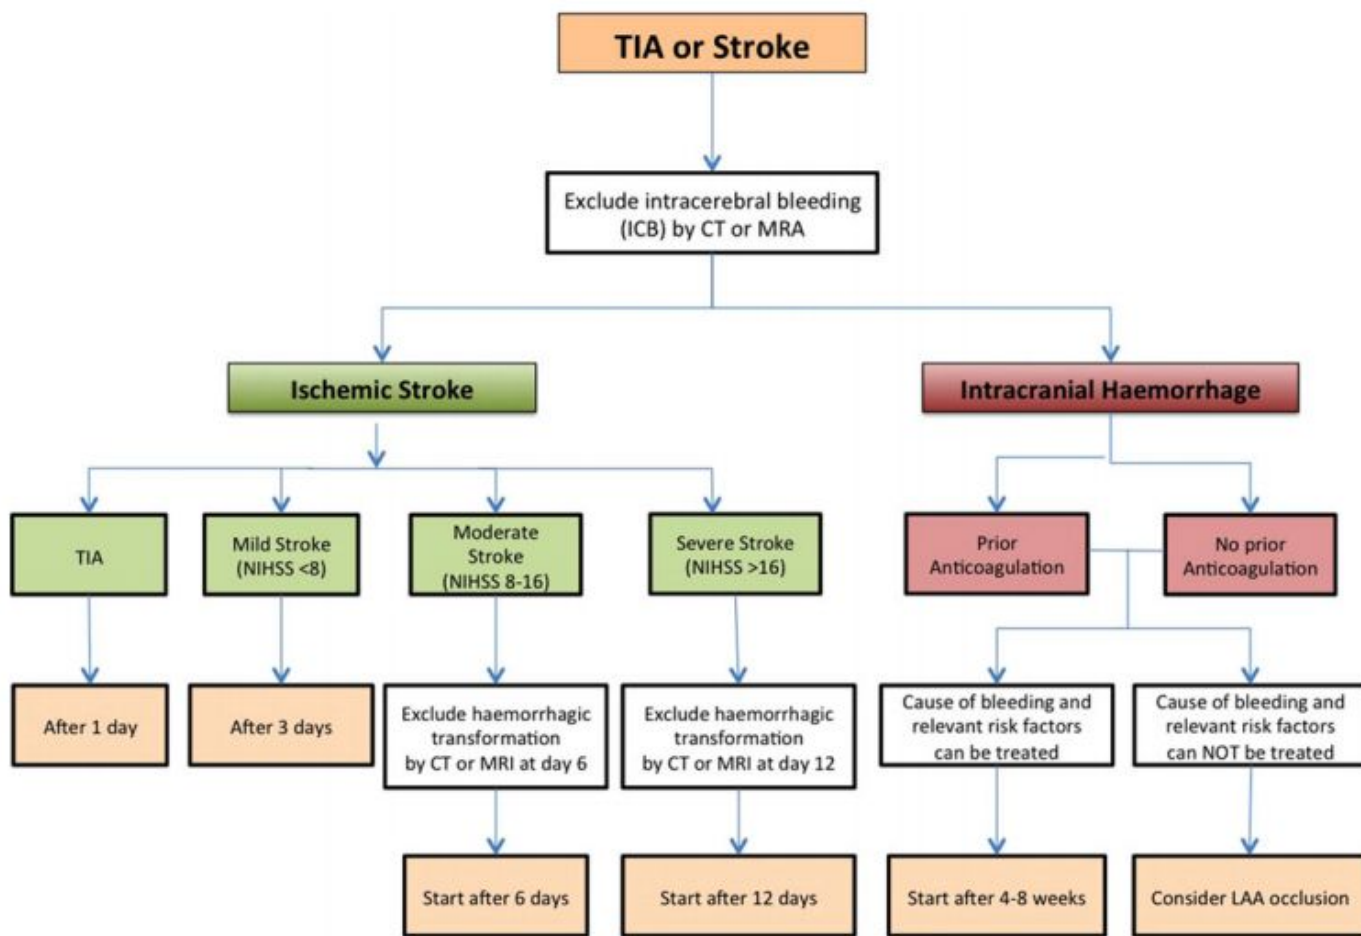 TIA or Stroke
Exclude intracerebral bleeding
(ICB) by CT or MRA
Ischemic Stroke
Intracranial Haemorrhage
TIA
Mild Stroke
(NIHSS <8)
Moderate
Stroke
(NIHSS 8-16)
Severe Stroke
(NIHSS >16)
Prior
Anticoagulation
No prior
Anticoagulation
After 1 day
After 3 days
Exclude haemorrhagic
transformation
by CT or MRI at day 6
Exclude haemorrhagic
transformation
by CT or MRI at day 12
Cause of bleeding and
relevant risk factors
can be treated
Cause of bleeding and
relevant risk factors
can NOT be treated
Start after 6 days
Start after 12 days
Start after 4-8 weeks
Consider LAA occlusion